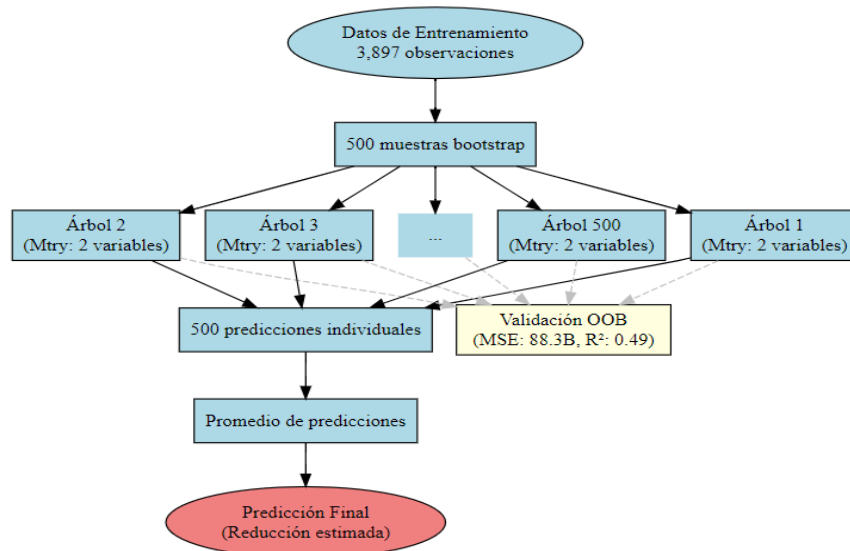 Datos de Entrenamiento
3,897 observaciones
500 muestras bootstrap
Árbol 2
(Mtry: 2 variables)
Árbol 3
(Mtry: 2 variables)
...
Árbol 500
(Mtry: 2 variables)
Árbol 1
(Mtry: 2 variables)
500 predicciones individuales
Validación OOB
(MSE: 88.3B, R²: 0.49)
Promedio de predicciones
Predicción Final
(Reducción estimada)